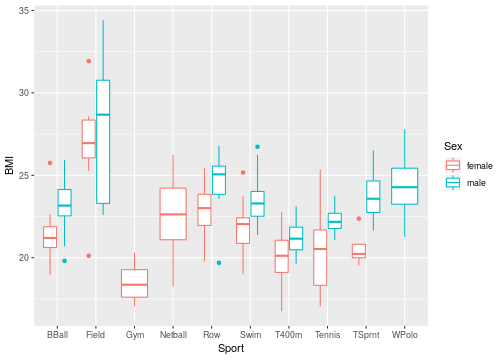 35
30
25
20
BMI
BBall Field Gym Netball Row Swim T400m Tennis TSprnt WPolo
Sport
Sex
female
male